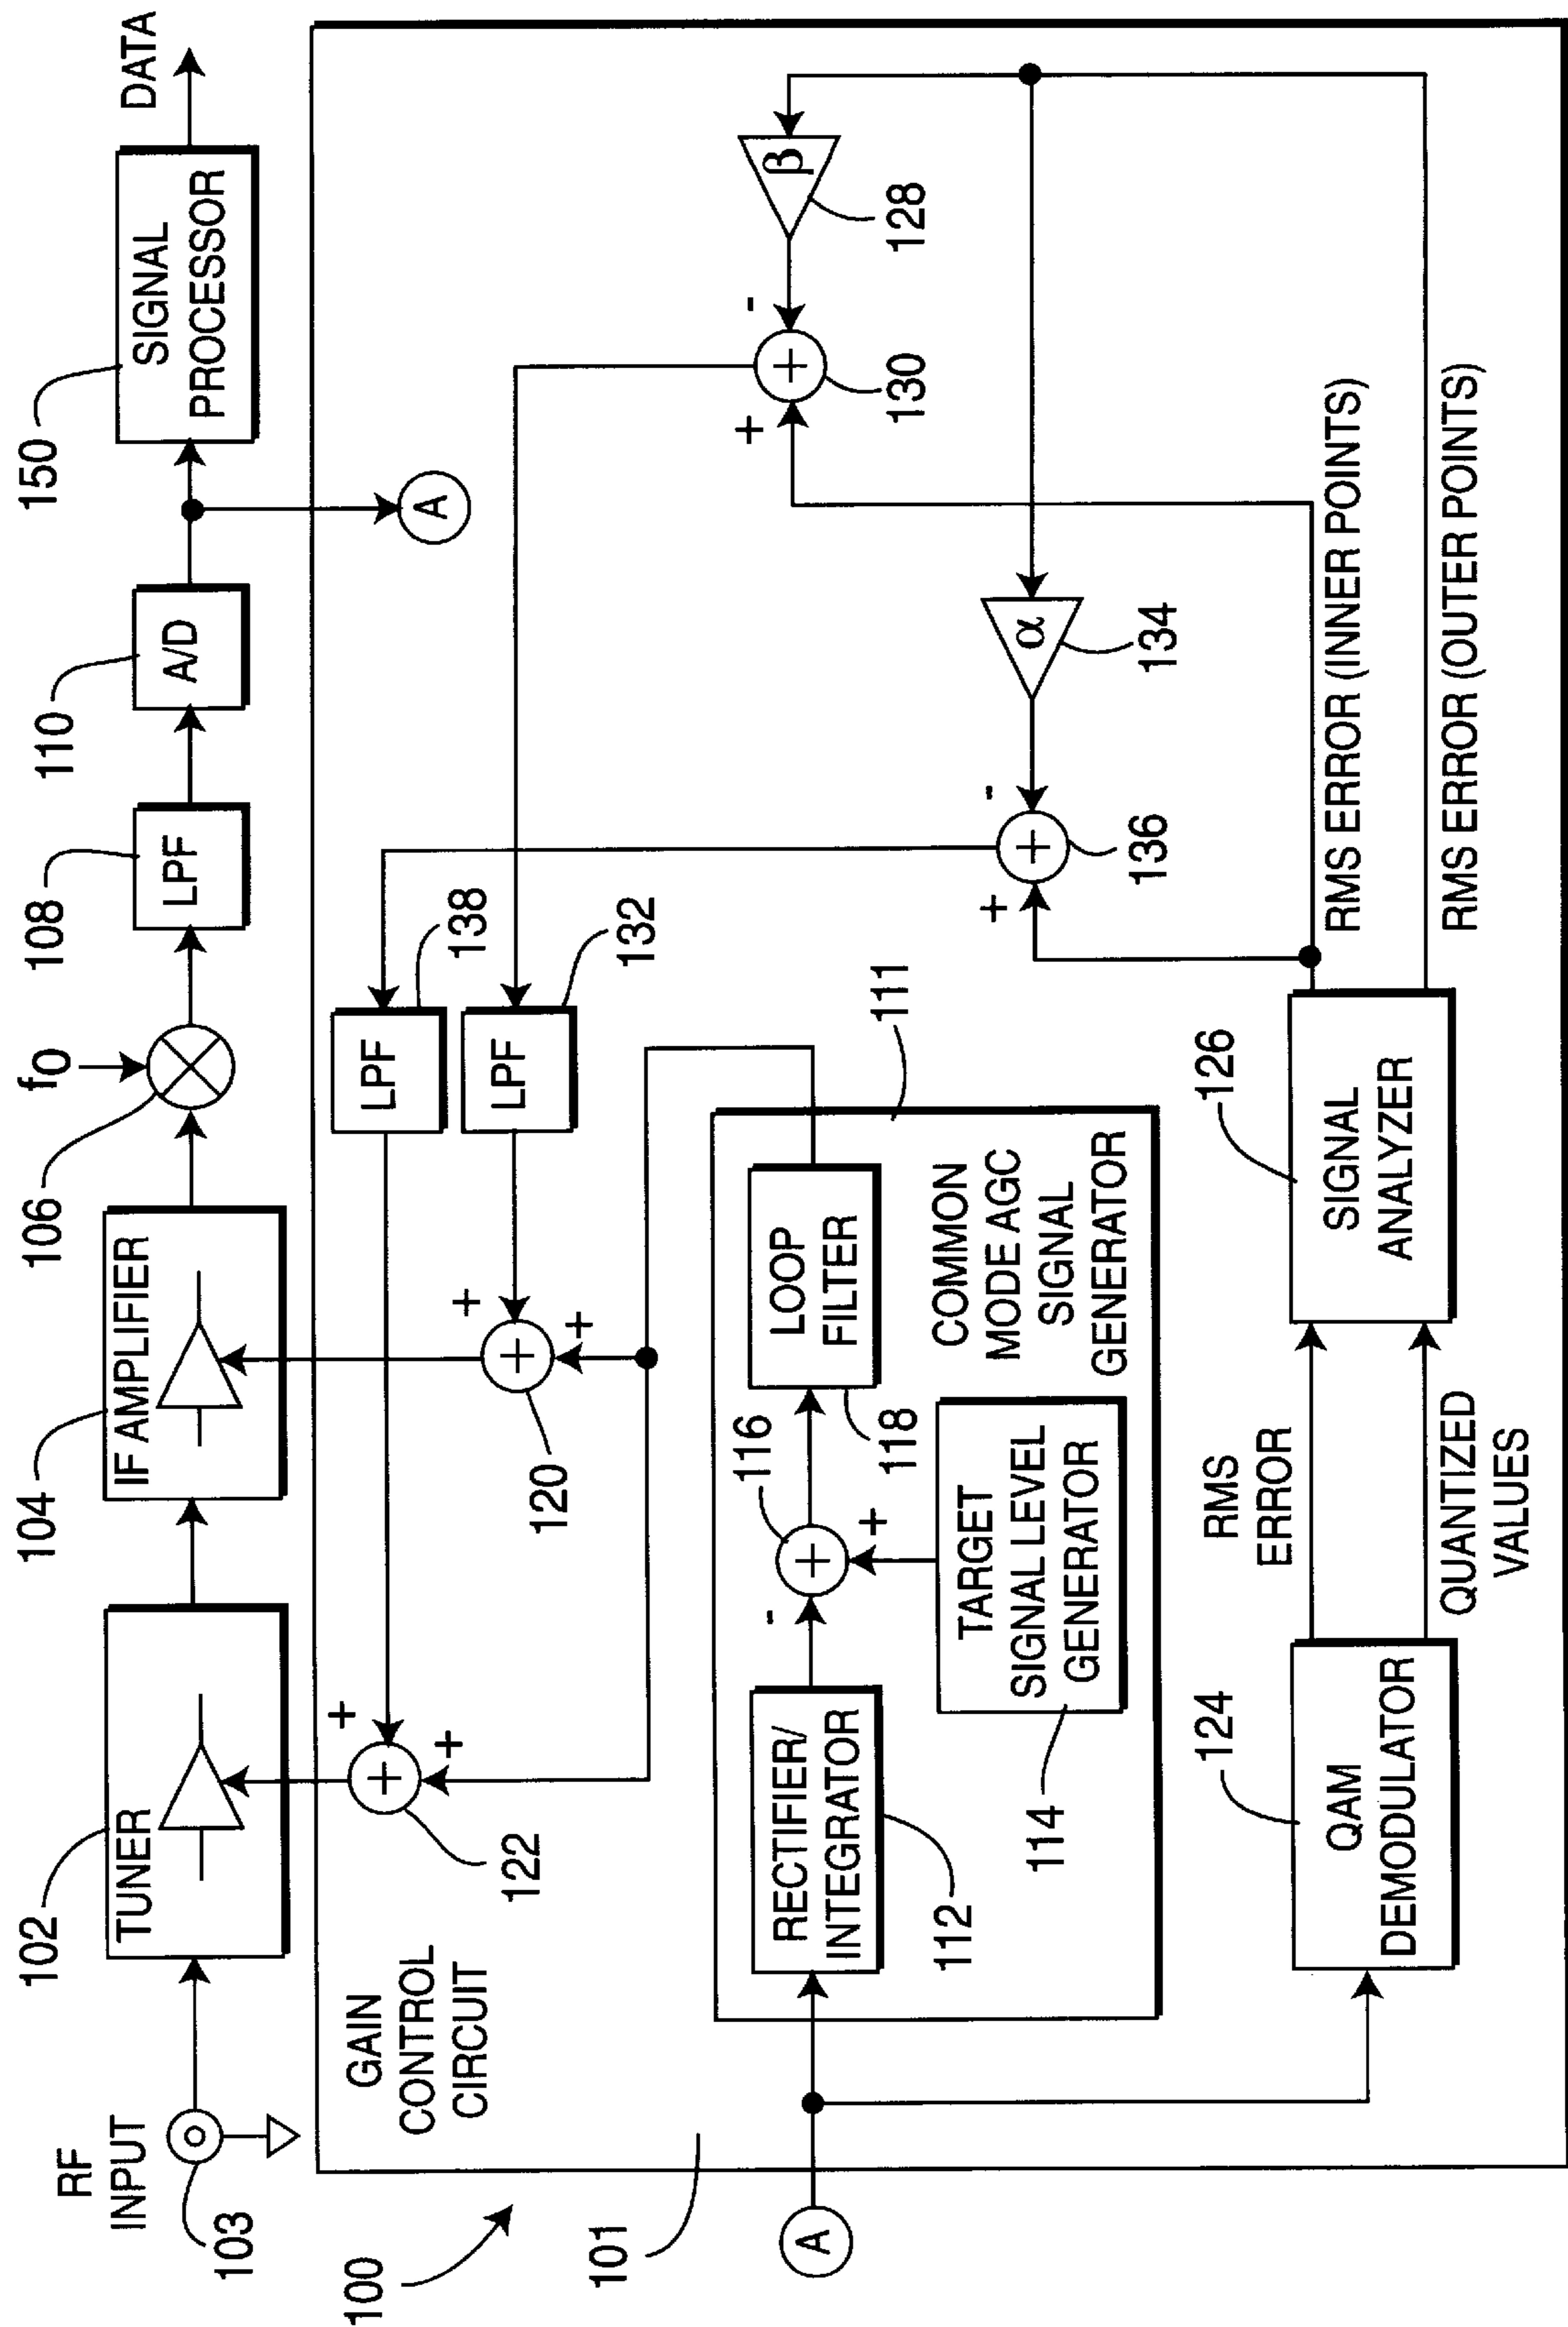 RF
INPUT
103
102
TUNER
104
IF AMPLIFIER
106
fo
108
LPF
110
A/D
150
SIGNAL
PROCESSOR
DATA
A
100
101
GAIN
CONTROL
CIRCUIT
122
+
+
+
120
+
+
+
LPF
138
LPF
132
+
-
+
130
β
128
+
-
+
136
α
134
A
111
COMMON
MODE AGC
SIGNAL
GENERATOR
RECTIFIER/
INTEGRATOR
112
-
+
+
116
TARGET
SIGNAL LEVEL
GENERATOR
114
LOOP
FILTER
118
124
QAM
DEMODULATOR
RMS
ERROR
QUANTIZED
VALUES
126
SIGNAL
ANALYZER
RMS ERROR (INNER POINTS)
RMS ERROR (OUTER POINTS)